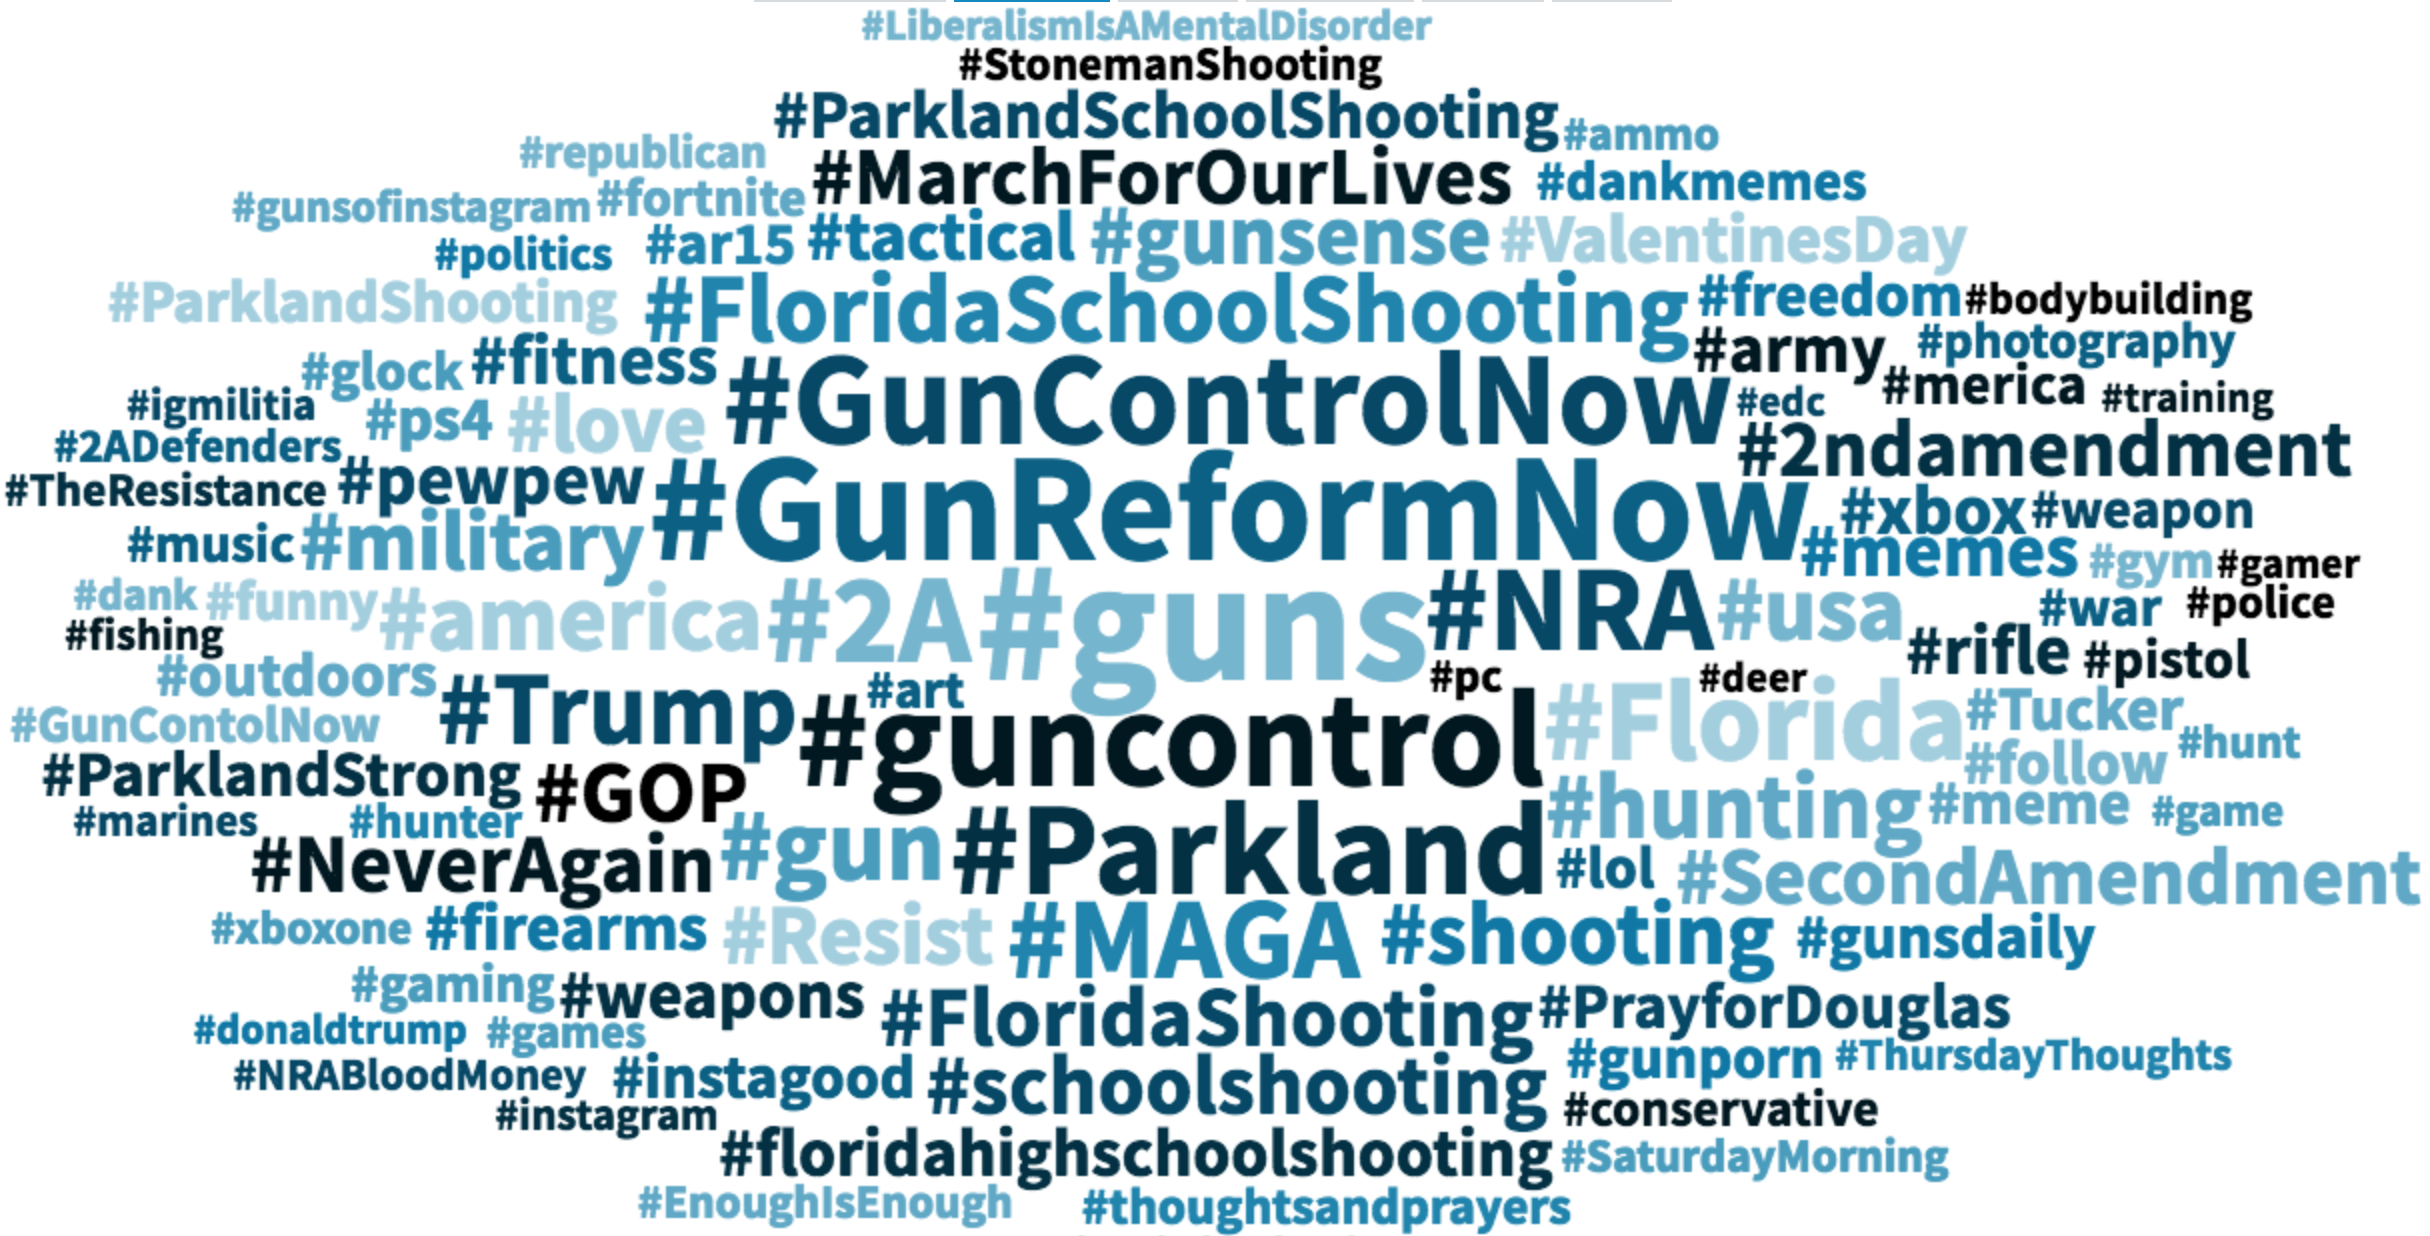 #LiberalismIsAMentalDisorder
#StonemanShooting
#ParklandSchoolShooting #ammo
#republican #MarchForOurLives #dankmemes
#gunsofinstagram #fortnite
#politics #ar15 #tactical #gunsense #ValentinesDay
#ParklandShooting #FloridaSchoolShooting #freedom #bodybuilding
#glock #fitness #army #photography
#igmilitia #ps4 #love #GunControlNow #edc #merica #training
#2ADefenders #2ndamendment
#TheResistance #pewpew #GunReformNow #xbox #weapon
#music #military #memes #gym #gamer
#dank #funny #america #2A #guns #NRA #usa #war #police
#fishing #rifle #pistol
#outdoors #Trump #art #pc #deer
#GunContolNow #guncontrol #Florida #Tucker #hunt
#ParklandStrong #GOP #follow
#marines #hunter #hunting #meme #game
#NeverAgain #gun #Parkland #lol #SecondAmendment
#xboxone #firearms #Resist #MAGA #shooting #gunsdaily
#gaming #weapons #FloridaShooting #PrayforDouglas
#donaldtrump #games
#NRABloodMoney #instagood #schoolshooting #gunporn #ThursdayThoughts
#instagram #conservative
#floridahighschoolshooting #SaturdayMorning
#EnoughIsEnough #thoughtsandprayers